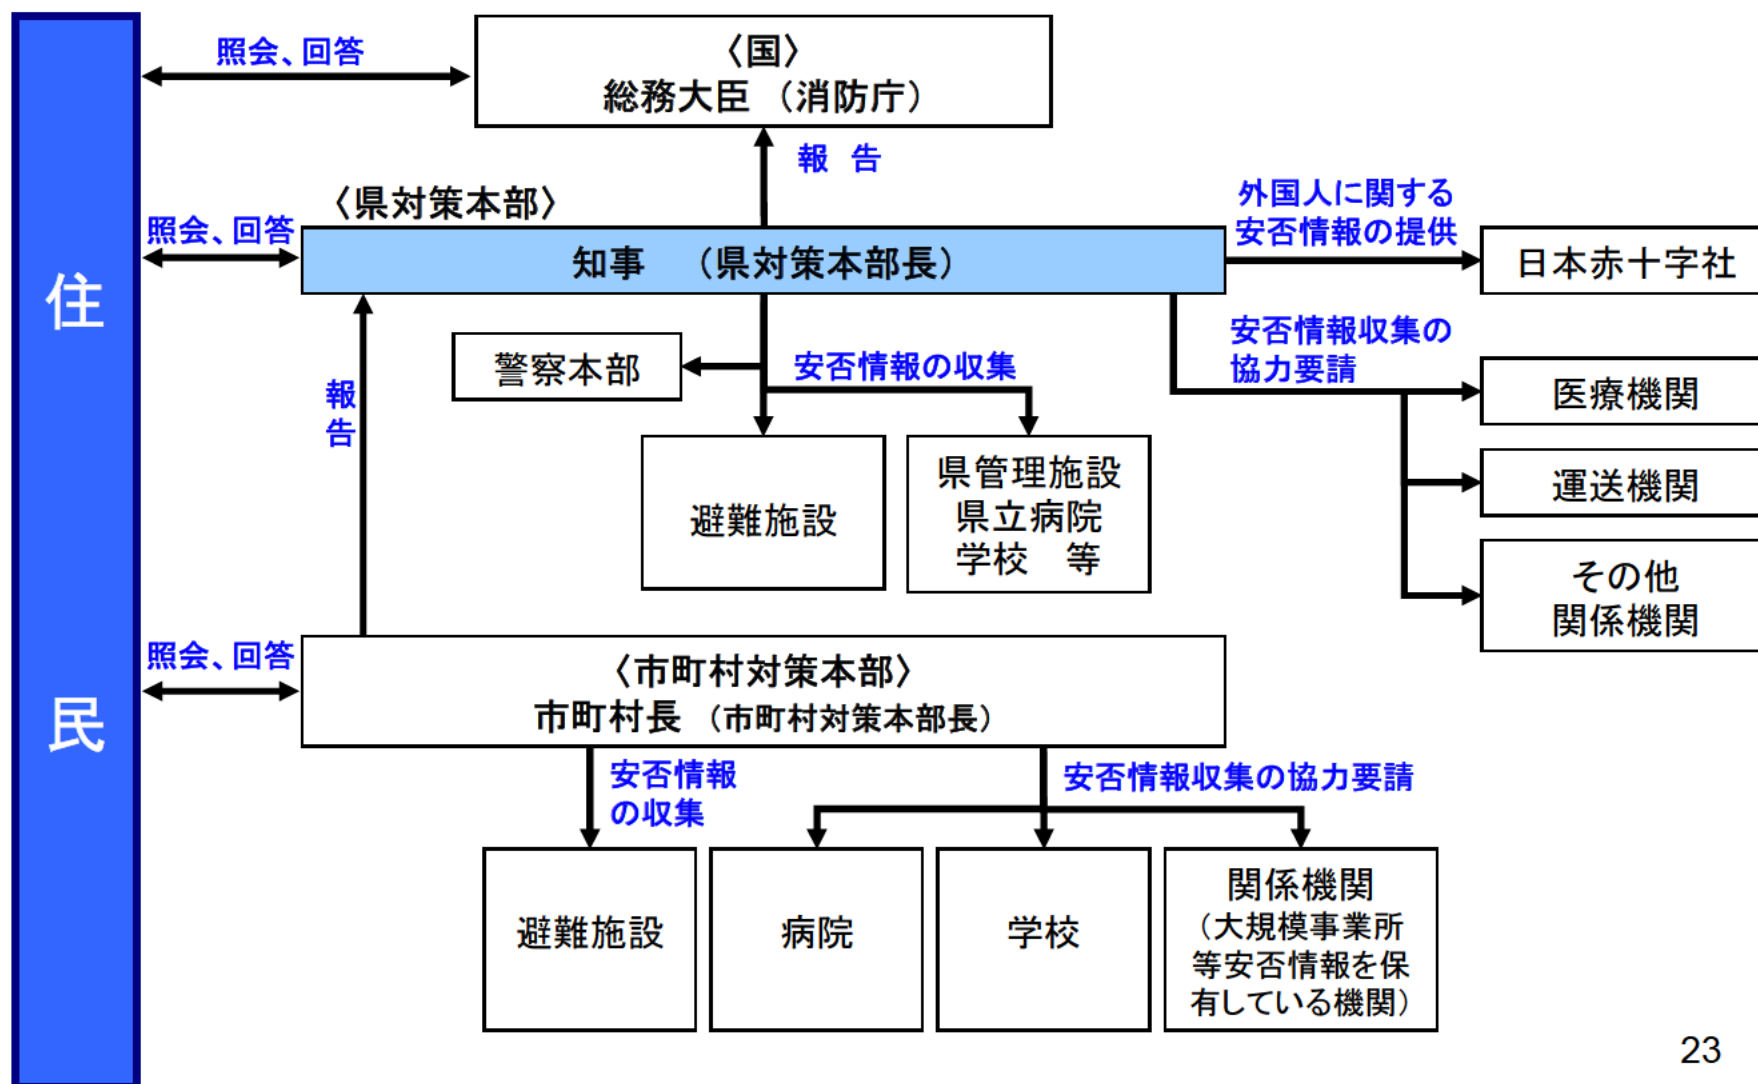 照会、回答
〈国〉
総務大臣 （消防庁）
報 告
〈県対策本部〉
外国人に関する
安否情報の提供
照会、回答
知事 （県対策本部長）
日本赤十字社
住
民
警察本部
安否情報の収集
安否情報収集の
協力要請
医療機関
報
告
避難施設
県管理施設
県立病院
学校 等
運送機関
その他
関係機関
照会、回答
〈市町村対策本部〉
市町村長 （市町村対策本部長）
安否情報
の収集
安否情報収集の協力要請
避難施設
病院
学校
関係機関
（大規模事業所
等安否情報を保
有している機関）
23